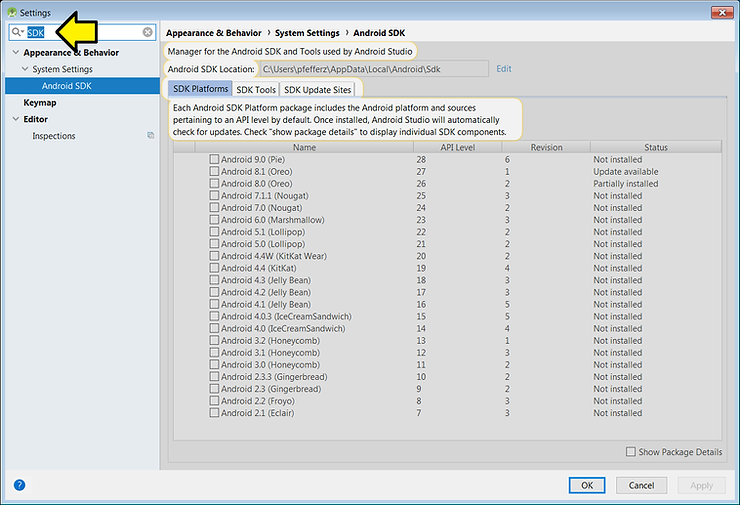 Settings
SDK
Appearance & Behavior
System Settings
Android SDK
Keymap
Editor
Inspections
Appearance & Behavior › System Settings › Android SDK
Manager for the Android SDK and Tools used by Android Studio
Android SDK Location: C:\Users\pfefferz\AppData\Local\Android\Sdk Edit
SDK Platforms SDK Tools SDK Update Sites
Each Android SDK Platform package includes the Android platform and sources
pertaining to an API level by default. Once installed, Android Studio will automatically
check for updates. Check "show package details" to display individual SDK components.
Name API Level Revision Status
Android 9.0 (Pie) 28 6 Not installed
Android 8.1 (Oreo) 27 1 Update available
Android 8.0 (Oreo) 26 2 Partially installed
Android 7.1.1 (Nougat) 25 3 Not installed
Android 7.0 (Nougat) 24 2 Not installed
Android 6.0 (Marshmallow) 23 3 Not installed
Android 5.1 (Lollipop) 22 2 Not installed
Android 5.0 (Lollipop) 21 2 Not installed
Android 4.4W (KitKat Wear) 20 2 Not installed
Android 4.4 (KitKat) 19 4 Not installed
Android 4.3 (Jelly Bean) 18 3 Not installed
Android 4.2 (Jelly Bean) 17 3 Not installed
Android 4.1 (Jelly Bean) 16 5 Not installed
Android 4.0.3 (IceCreamSandwich) 15 5 Not installed
Android 4.0 (IceCreamSandwich) 14 4 Not installed
Android 3.2 (Honeycomb) 13 1 Not installed
Android 3.1 (Honeycomb) 12 3 Not installed
Android 3.0 (Honeycomb) 11 2 Not installed
Android 2.3.3 (Gingerbread) 10 2 Not installed
Android 2.3 (Gingerbread) 9 2 Not installed
Android 2.2 (Froyo) 8 3 Not installed
Android 2.1 (Eclair) 7 3 Not installed
Show Package Details
? OK Cancel Apply